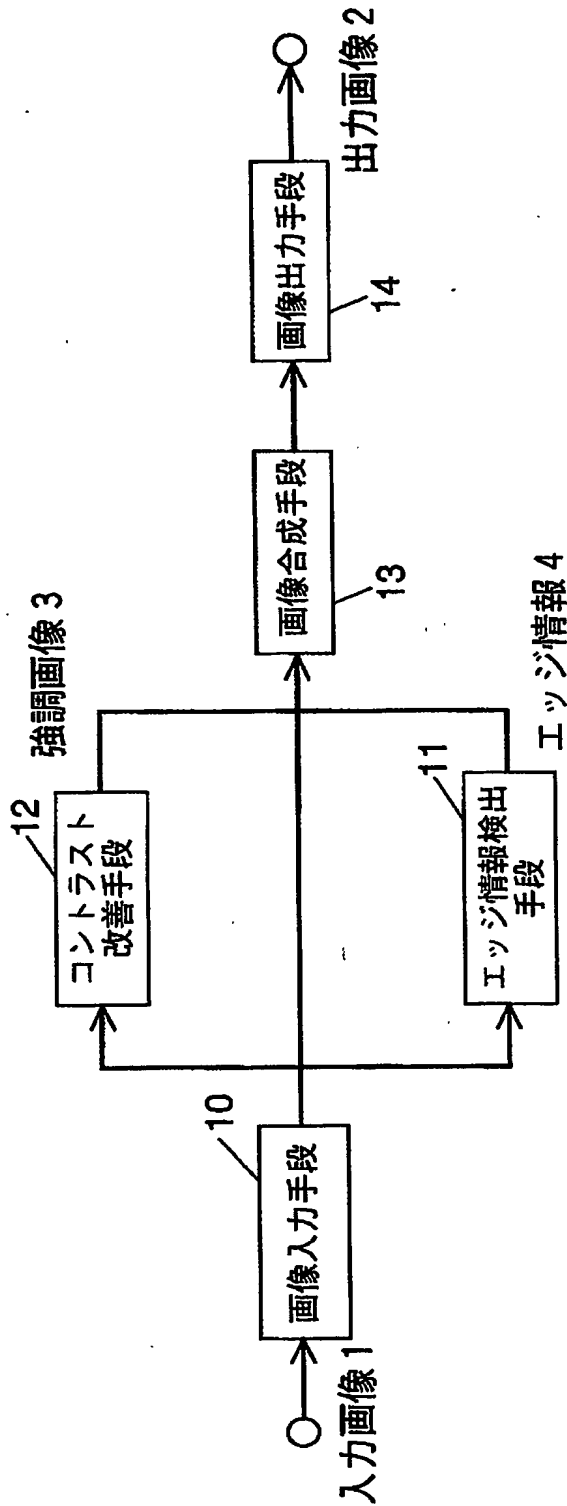 入力画像1
画像入力手段
10
コントラスト
改善手段
12
強調画像3
エッジ情報検出
手段
11
エッジ情報4
画像合成手段
13
画像出力手段
14
出力画像2